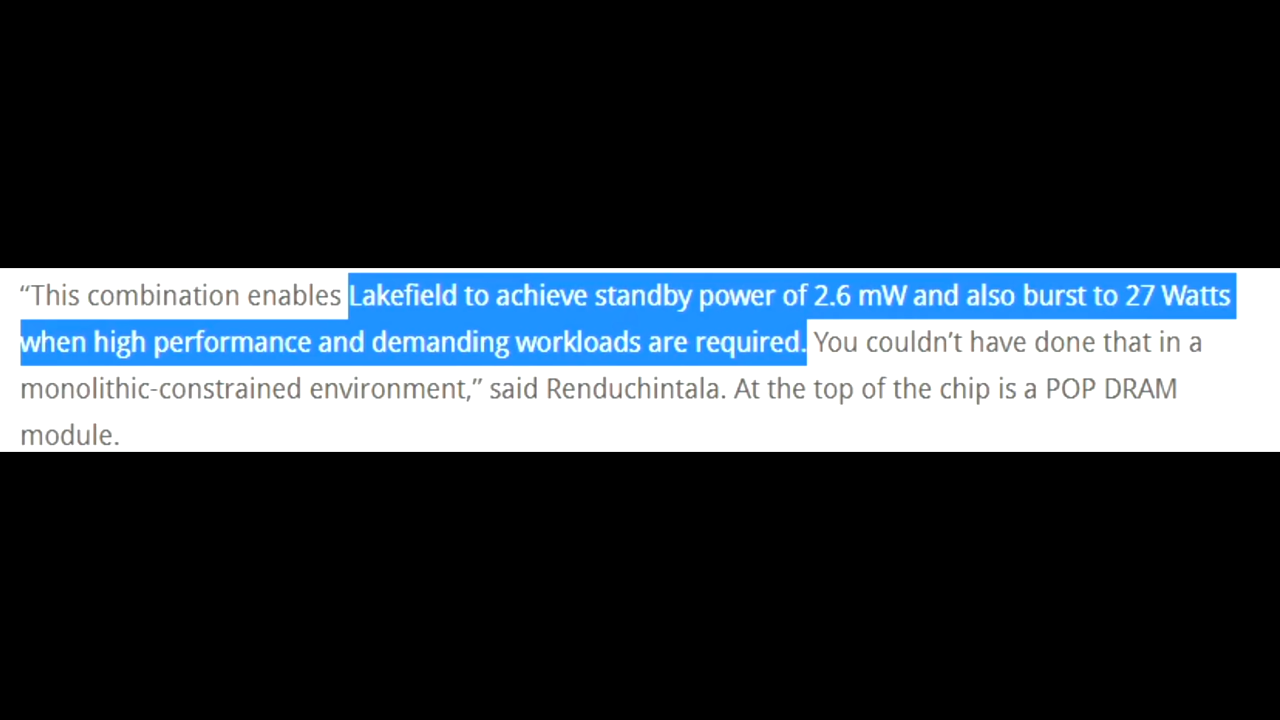 “This combination enables Lakefield to achieve standby power of 2.6 mW and also burst to 27 Watts
when high performance and demanding workloads are required. You couldn’t have done that in a
monolithic-constrained environment,” said Renduchintala. At the top of the chip is a POP DRAM
module.